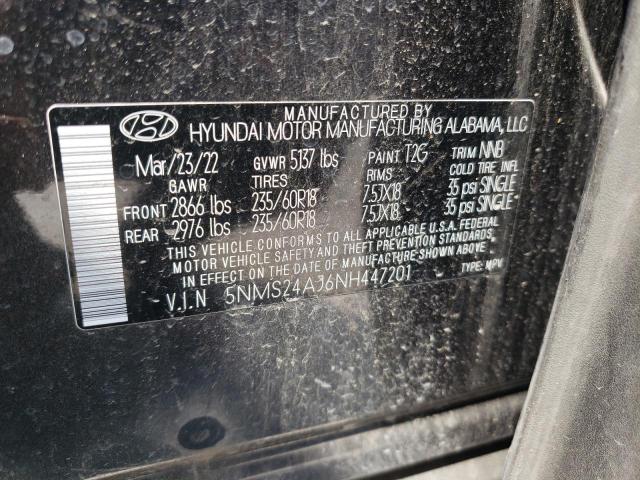 MANUFACTURED BY
HYUNDAI MOTOR MANUFACTURING ALABAMA, LLC
Mar/23/22 GVWR 5137 lbs PAINT T2G TRIM NNB
GAWR TIRES RIMS COLD TIRE INFL
FRONT 2866 lbs 235/60R18 7.5JX18 35 psi SINGLE
REAR 2976 lbs 235/60R18 7.5JX18 35 psi SINGLE
THIS VEHICLE CONFORMS TO ALL APPLICABLE U.S.A. FEDERAL
MOTOR VEHICLE SAFETY AND THEFT PREVENTION STANDARDS
IN EFFECT ON THE DATE OF MANUFACTURE SHOWN ABOVE.
V.I.N 5NMS24AJ6NH447201 TYPE: MPV